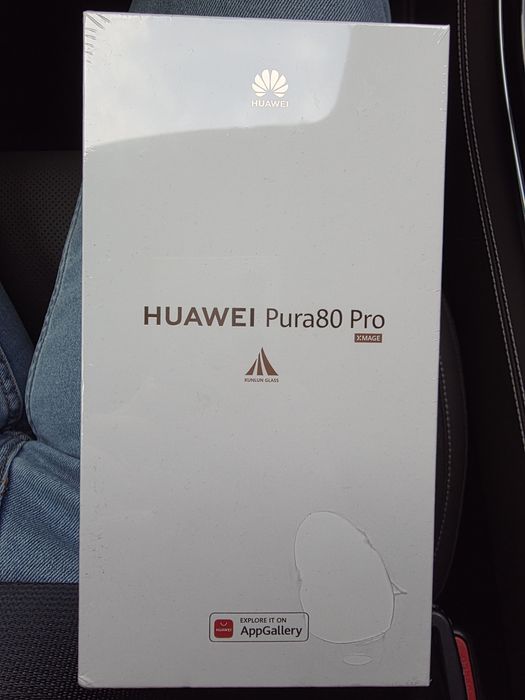 HUAWEI
HUAWEI Pura80 Pro
XMAGE
KUNLUN GLASS
HUAWEI
EXPLORE IT ON
AppGallery